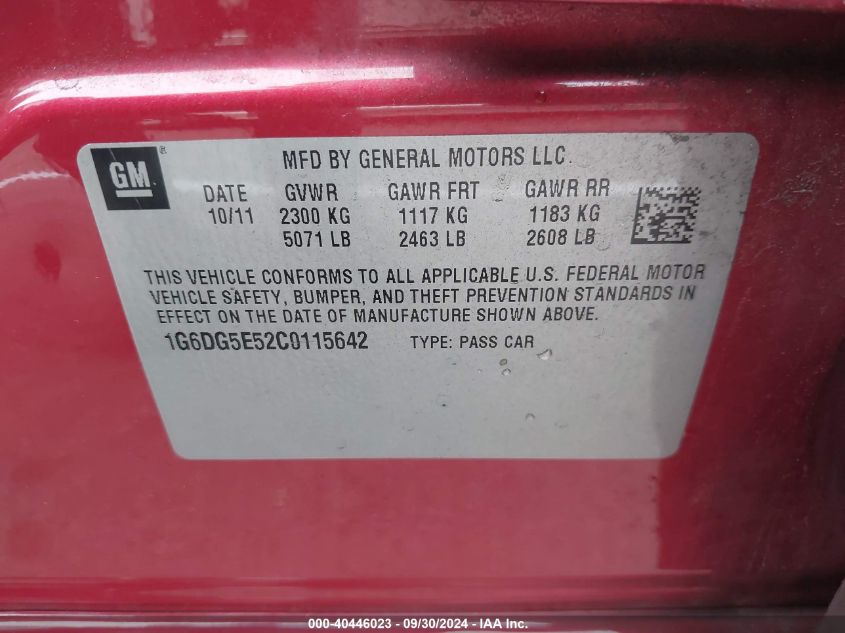 GM ®
MFD BY GENERAL MOTORS LLC.
DATE GVWR GAWR FRT GAWR RR
10/11 2300 KG 1117 KG 1183 KG
5071 LB 2463 LB 2608 LB
THIS VEHICLE CONFORMS TO ALL APPLICABLE U.S. FEDERAL MOTOR
VEHICLE SAFETY, BUMPER, AND THEFT PREVENTION STANDARDS IN
EFFECT ON THE DATE OF MANUFACTURE SHOWN ABOVE.
1G6DG5E52C0115642 TYPE: PASS CAR
000-40446023 - 09/30/2024 - IAA Inc.